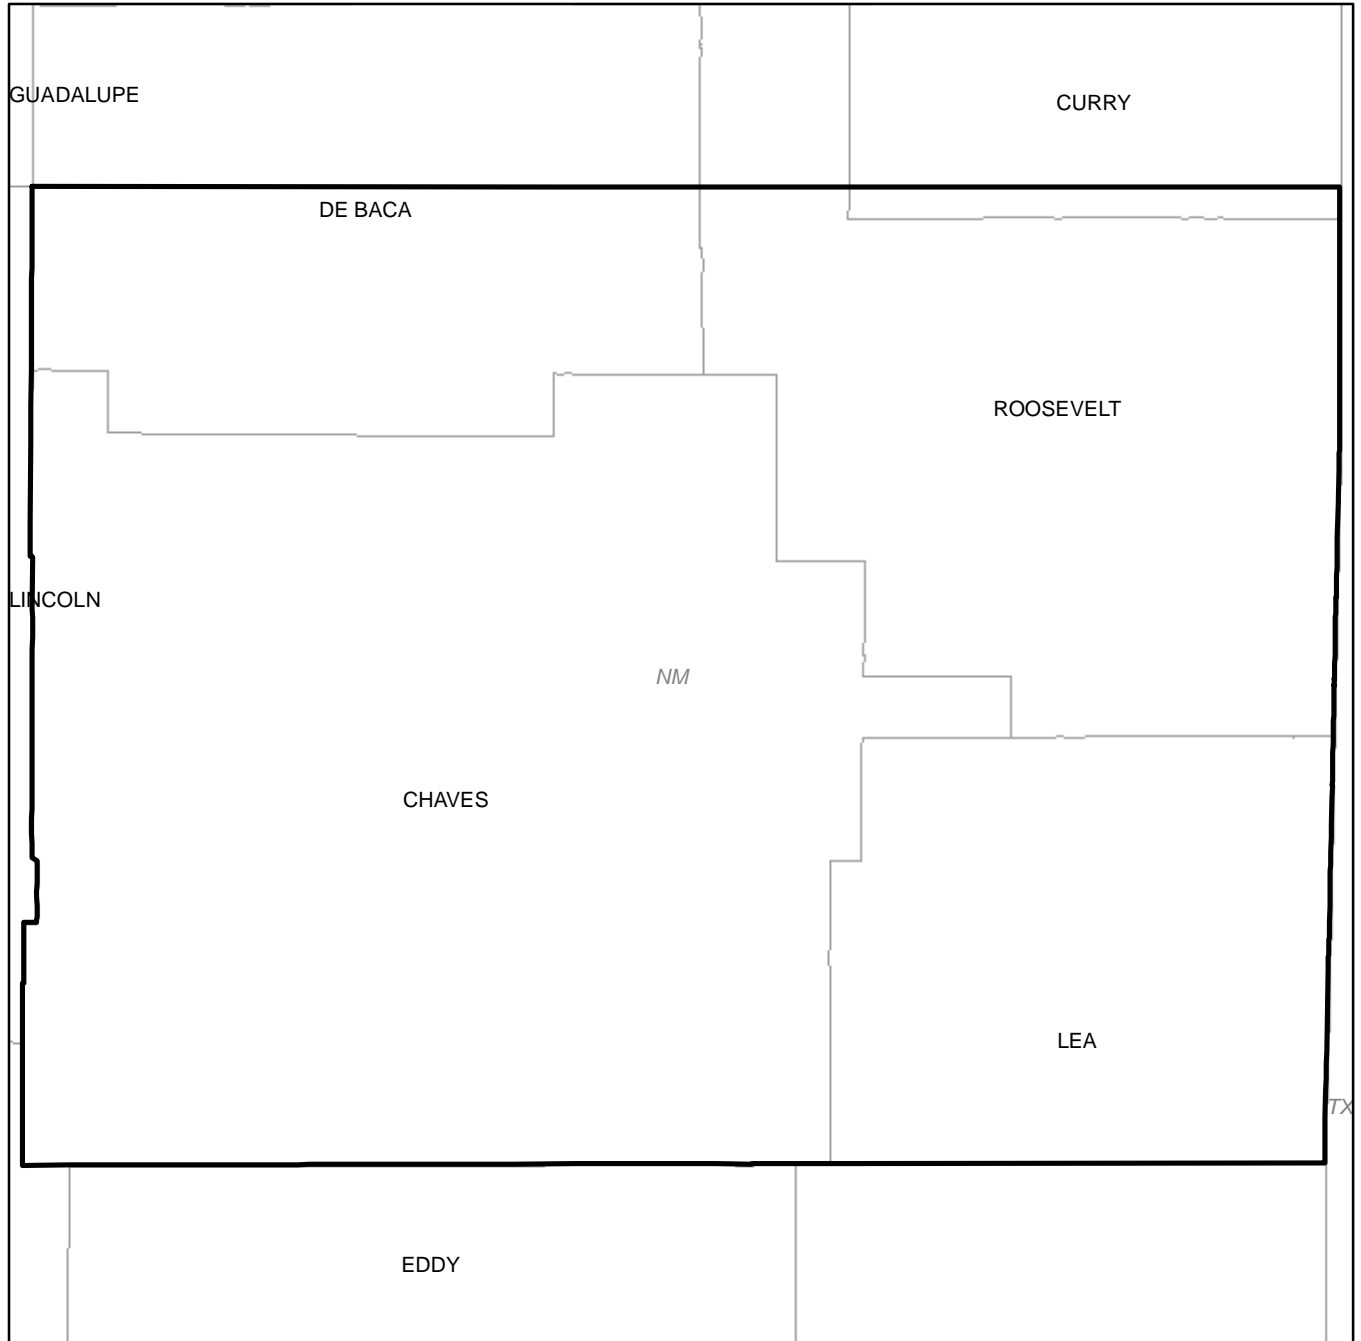 GUADALUPE
CURRY
DE BACA
ROOSEVELT
LINCOLN
NM
CHAVES
LEA
TX
EDDY